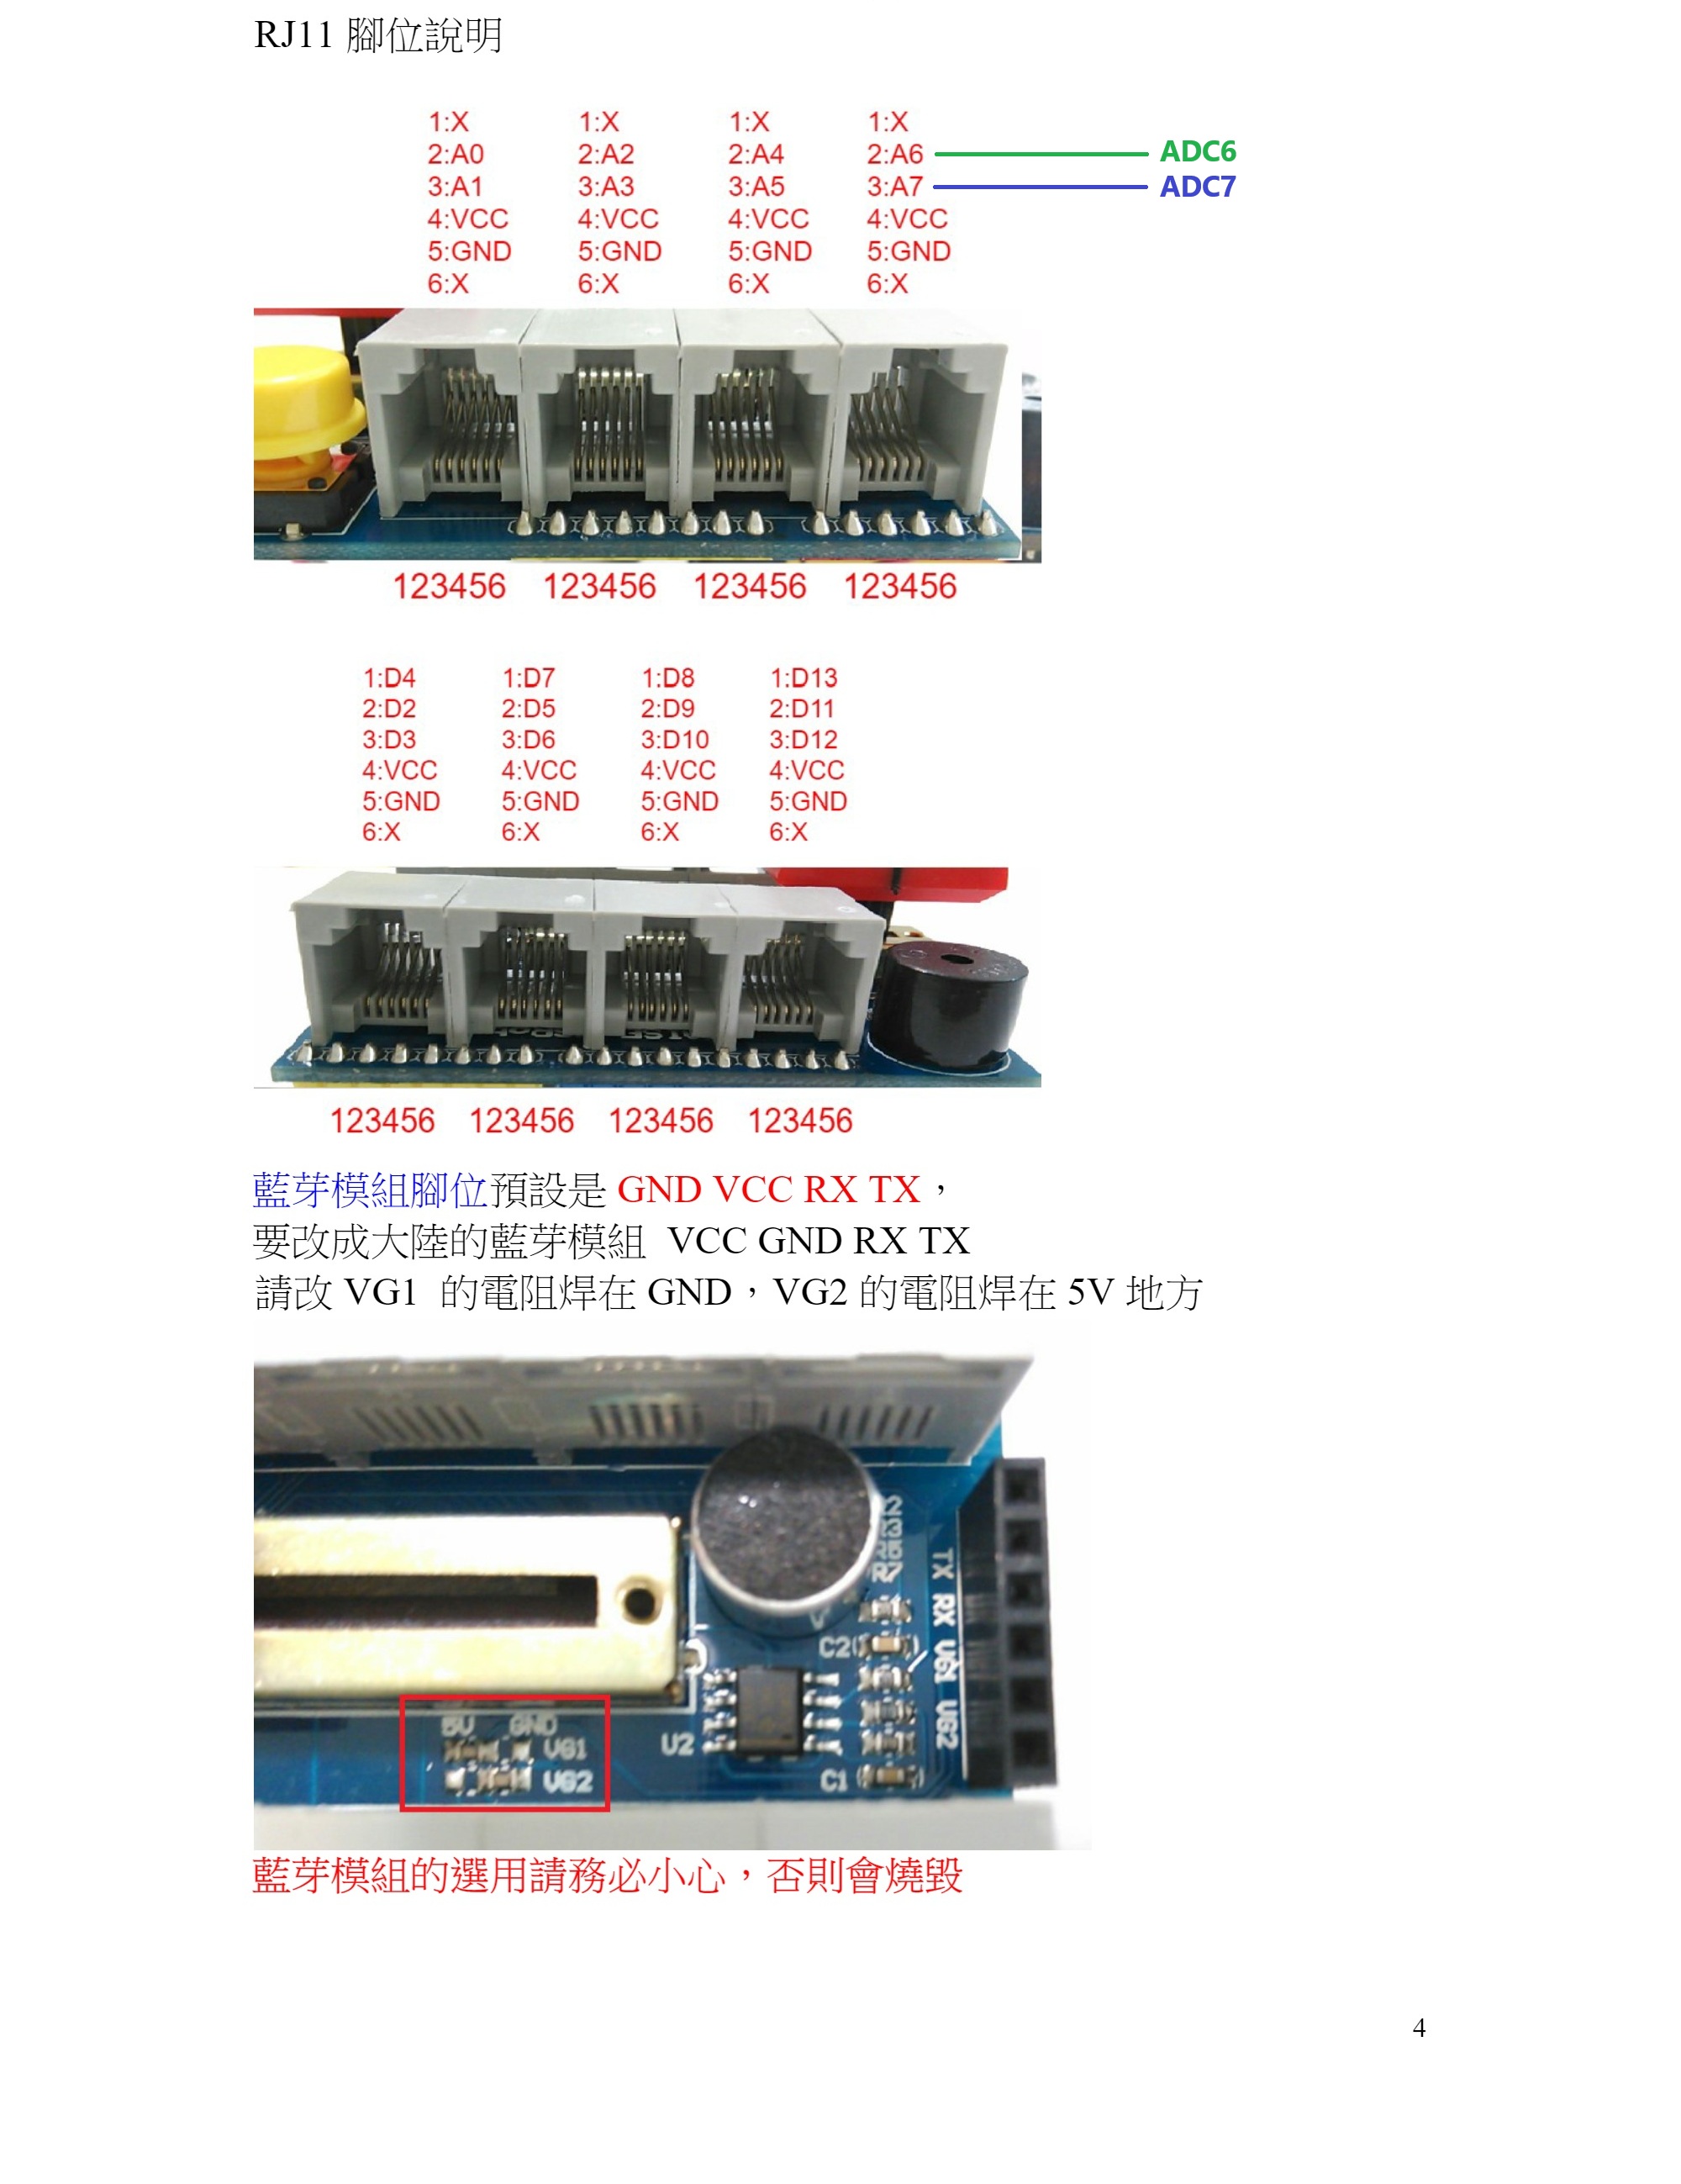 RJ11 腳位說明
1:X 1:X 1:X 1:X
2:A0 2:A2 2:A4 2:A6 ADC6
3:A1 3:A3 3:A5 3:A7 ADC7
4:VCC 4:VCC 4:VCC 4:VCC
5:GND 5:GND 5:GND 5:GND
6:X 6:X 6:X 6:X
123456 123456 123456 123456
1:D4 1:D7 1:D8 1:D13
2:D2 2:D5 2:D9 2:D11
3:D3 3:D6 3:D10 3:D12
4:VCC 4:VCC 4:VCC 4:VCC
5:GND 5:GND 5:GND 5:GND
6:X 6:X 6:X 6:X
123456 123456 123456 123456
藍芽模組腳位預設是 GND VCC RX TX，
要改成大陸的藍芽模組 VCC GND RX TX
請改 VG1 的電阻焊在 GND，VG2 的電阻焊在 5V 地方
TX RX VG1 VG2
C2
5V GND
VG1
U2
VG2
C1
藍芽模組的選用請務必小心，否則會燒毀
4